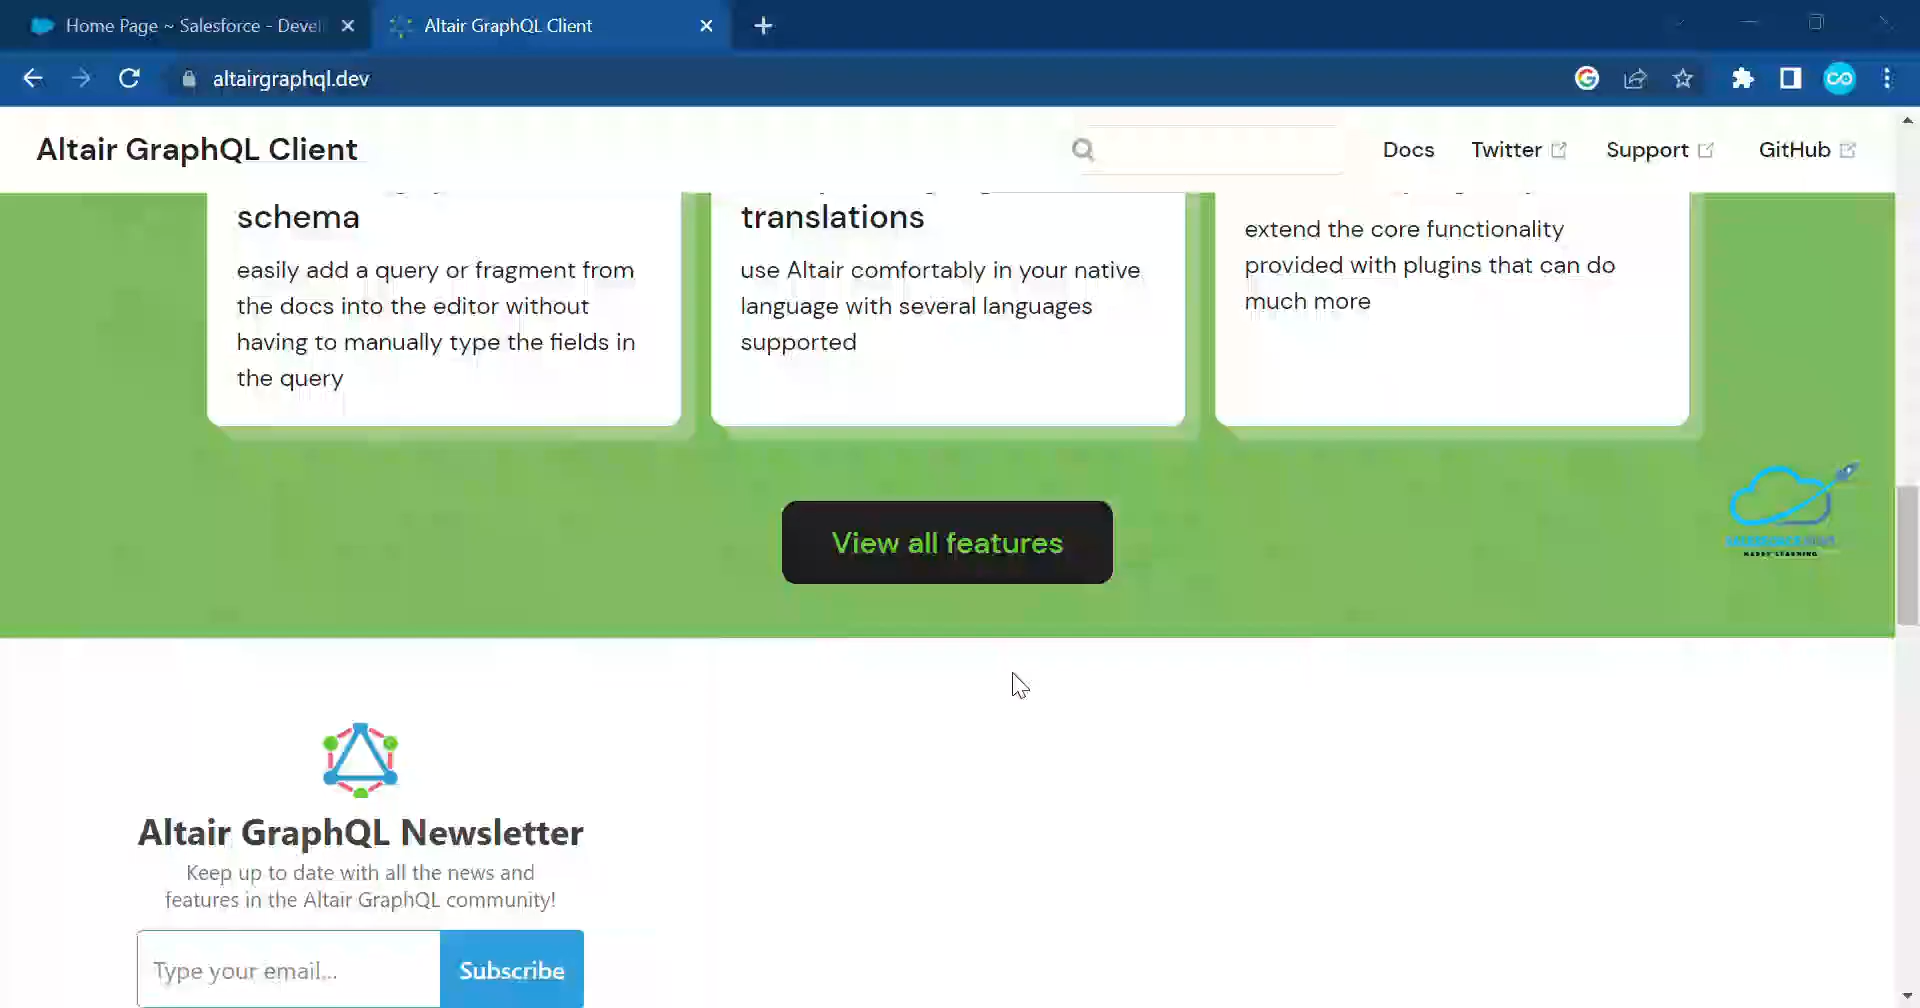 Home Page ~ Salesforce - Devel
Altair GraphQL Client
altairgraphql.dev
Altair GraphQL Client
Docs
Twitter
Support
GitHub
schema
easily add a query or fragment from
the docs into the editor without
having to manually type the fields in
the query
translations
use Altair comfortably in your native
language with several languages
supported
extend the core functionality
provided with plugins that can do
much more
View all features
HAPPY LEARNING
Altair GraphQL Newsletter
Keep up to date with all the news and
features in the Altair GraphQL community!
Type your email...
Subscribe